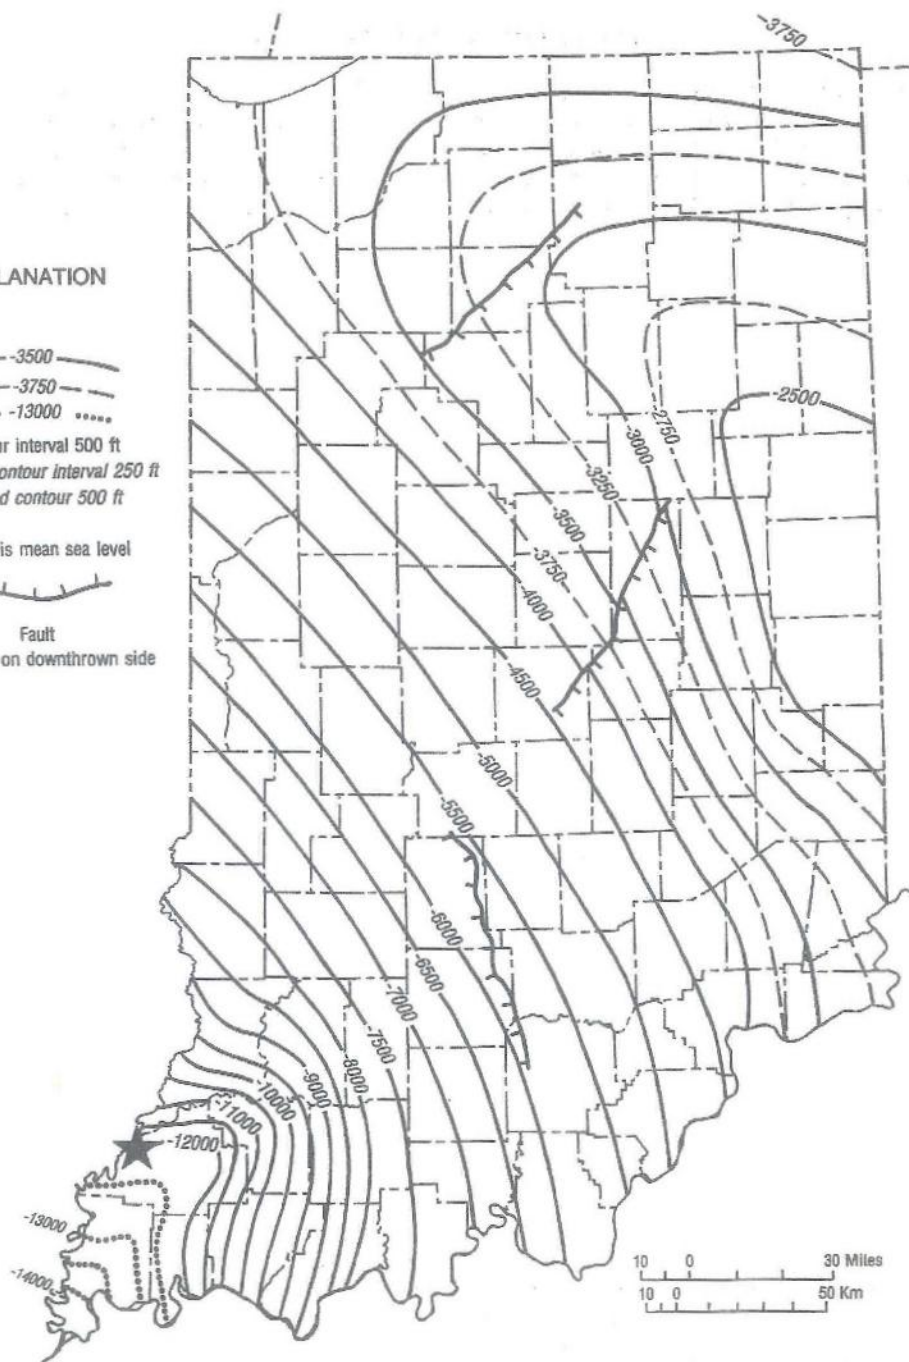 -3750
LANATION
-3500
-3750
-13000
ur interval 500 ft
ontour interval 250 ft
d contour 500 ft
is mean sea level
Fault
on downthrown side
-2500
-2750
-3000
-3250
-3500
-3750
-4000
-4500
-5000
-5500
-6000
-6500
-7000
-7500
-8000
-9000
-10000
-11000
-12000
-13000
-14000
10 0 30 Miles
10 0 50 Km